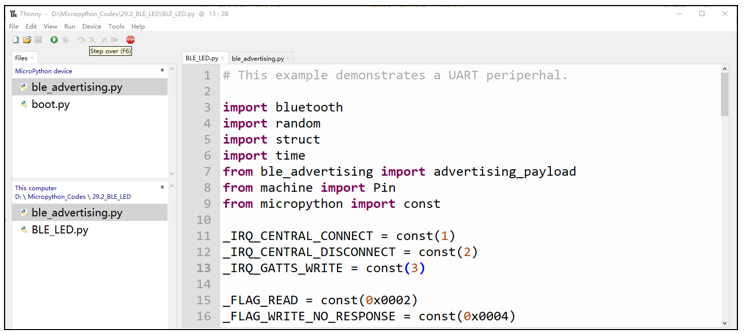 Thonny - D:\Micropython_Codes\29.2_BLE_LED\BLE_LED.py @ 13 : 28
File Edit View Run Device Tools Help
Step over (F6)
Files
MicroPython device
ble_advertising.py
boot.py
This computer
D: \ Micropython_Codes \ 29.2_BLE_LED
ble_advertising.py
BLE_LED.py
BLE_LED.py ble_advertising.py
1 # This example demonstrates a UART periperhal.
2
3 import bluetooth
4 import random
5 import struct
6 import time
7 from ble_advertising import advertising_payload
8 from machine import Pin
9 from micropython import const
10
11 _IRQ_CENTRAL_CONNECT = const(1)
12 _IRQ_CENTRAL_DISCONNECT = const(2)
13 _IRQ_GATTS_WRITE = const(3)
14
15 _FLAG_READ = const(0x0002)
16 _FLAG_WRITE_NO_RESPONSE = const(0x0004)